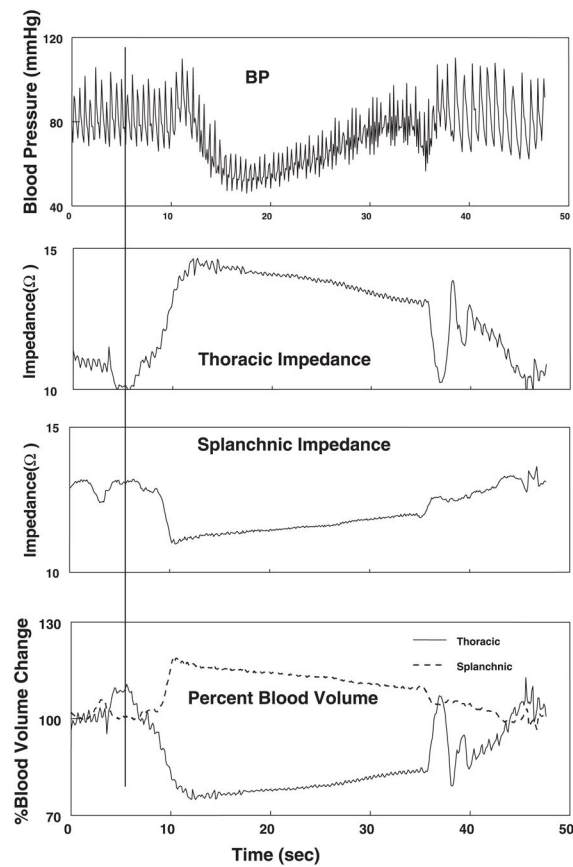 120
80
40
Blood Pressure (mmHg)
BP
0 10 20 30 40 50
15
10
Impedance(Ω )
Thoracic Impedance
15
10
Impedance(Ω )
Splanchnic Impedance
130
100
70
%Blood Volume Change
Thoracic
Splanchnic
Percent Blood Volume
0 10 20 30 40 50
Time (sec)